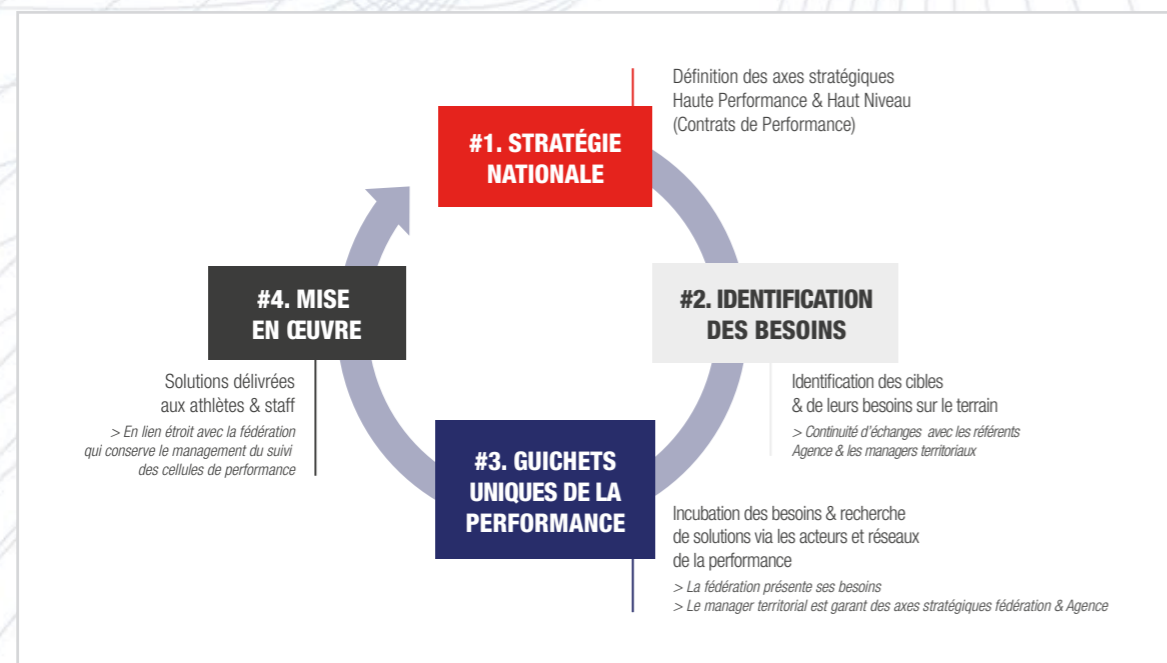 #1. STRATÉGIE
NATIONALE
Définition des axes stratégiques
Haute Performance & Haut Niveau
(Contrats de Performance)
#2. IDENTIFICATION
DES BESOINS
Identification des cibles
& de leurs besoins sur le terrain
> Continuité d'échanges avec les référents
Agence & les managers territoriaux
#3. GUICHETS
UNIQUES DE LA
PERFORMANCE
Incubation des besoins & recherche
de solutions via les acteurs et réseaux
de la performance
> La fédération présente ses besoins
> Le manager territorial est garant des axes stratégiques fédération & Agence
#4. MISE
EN ŒUVRE
Solutions délivrées
aux athlètes & staff
> En lien étroit avec la fédération
qui conserve le management du suivi
des cellules de performance